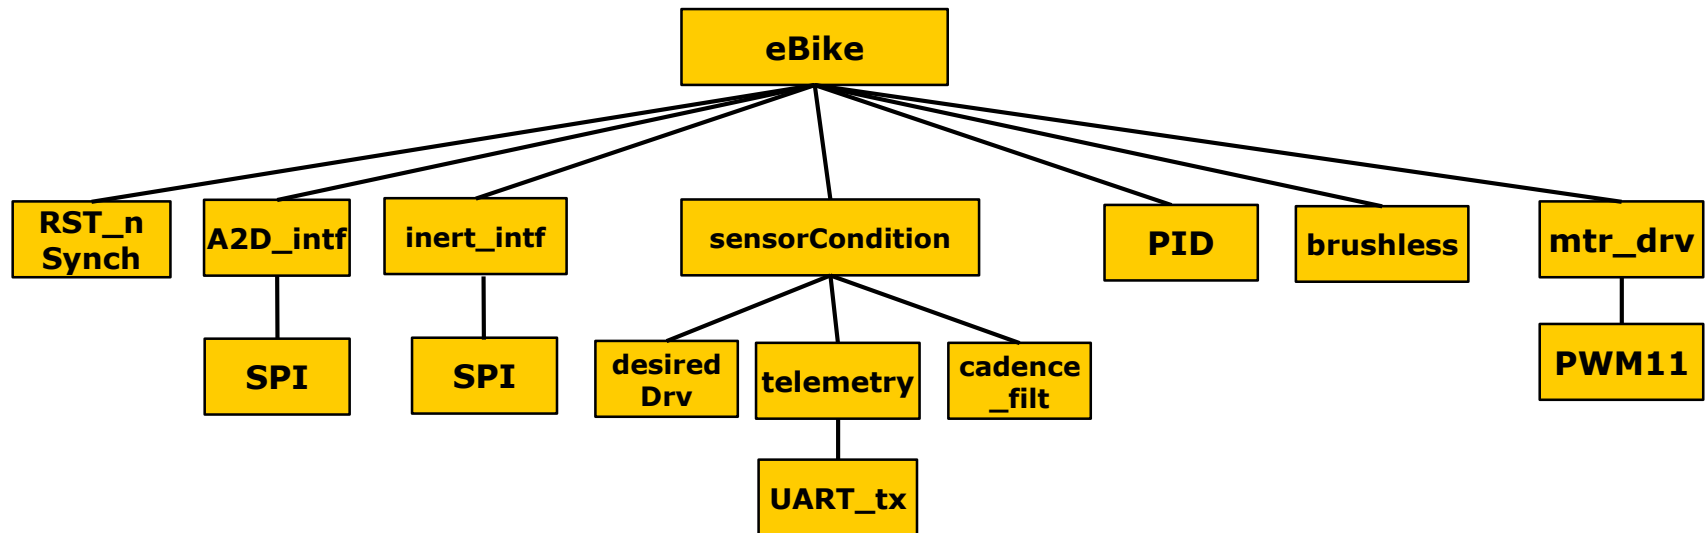 eBike
RST_n
Synch
A2D_intf
inert_intf
sensorCondition
PID
brushless
mtr_drv
SPI
SPI
desired
Drv
telemetry
cadence
_filt
PWM11
UART_tx